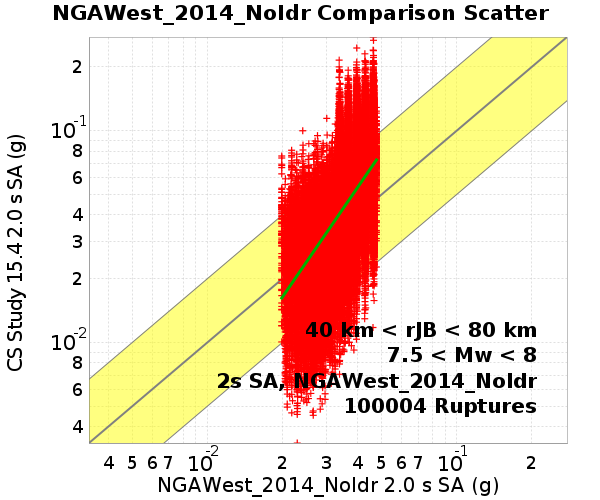 NGAWest_2014_NoIdr Comparison Scatter
CS Study 15.4 2.0 s SA (g)
2
10-1
8
6
4
3
2
10-2
8
6
4
40 km < rJB < 80 km
7.5 < Mw < 8
2s SA, NGAWest_2014_NoIdr
100004 Ruptures
4 5 6 7 10-2 2 3 4 5 6 7 10-1 2
NGAWest_2014_NoIdr 2.0 s SA (g)